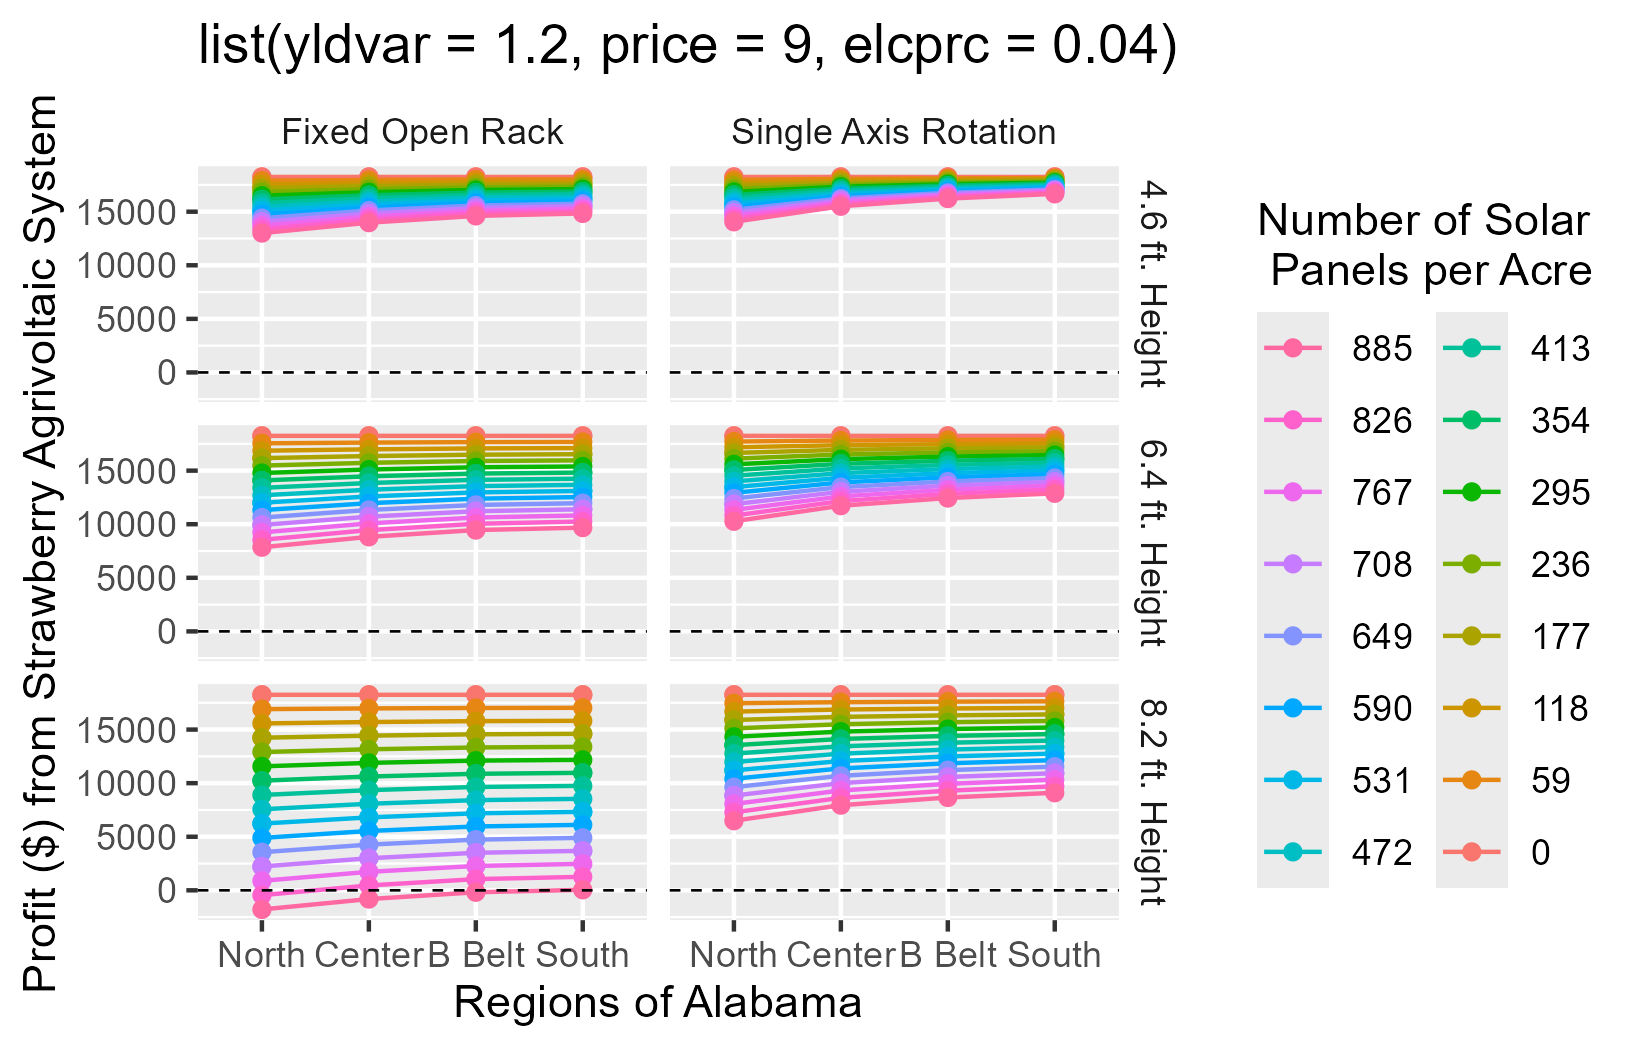 list(yldvar = 1.2, price = 9, elcprc = 0.04)
Profit ($) from Strawberry Agrivoltaic System
Fixed Open Rack
Single Axis Rotation
15000
10000
5000
0
4.6 ft. Height
15000
10000
5000
0
6.4 ft. Height
15000
10000
5000
0
8.2 ft. Height
North Center B Belt South
North Center B Belt South
Regions of Alabama
Number of Solar
Panels per Acre
885
826
767
708
649
590
531
472
413
354
295
236
177
118
59
0